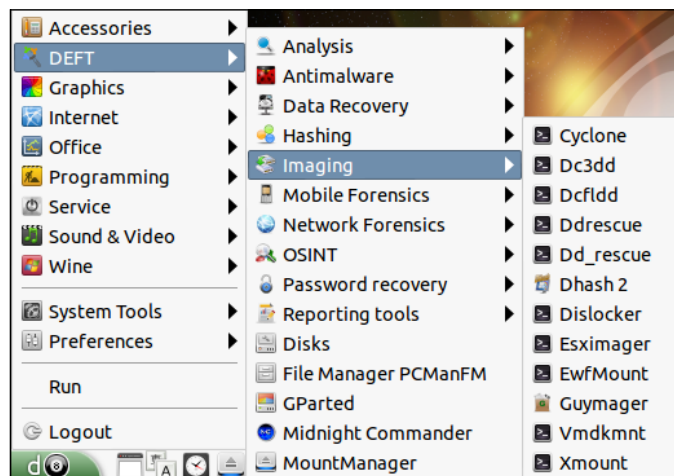 Accessories
DEFT
Graphics
Internet
Office
Programming
Service
Sound & Video
Wine
System Tools
Preferences
Run
Logout
d8
Analysis
Antimalware
Data Recovery
Hashing
Imaging
Mobile Forensics
Network Forensics
OSINT
Password recovery
Reporting tools
Disks
File Manager PCManFM
GParted
Midnight Commander
MountManager
Cyclone
Dc3dd
Dcfldd
Ddrescue
Dd_rescue
Dhash 2
Dislocker
Esximager
EwfMount
Guymager
Vmdkmnt
Xmount